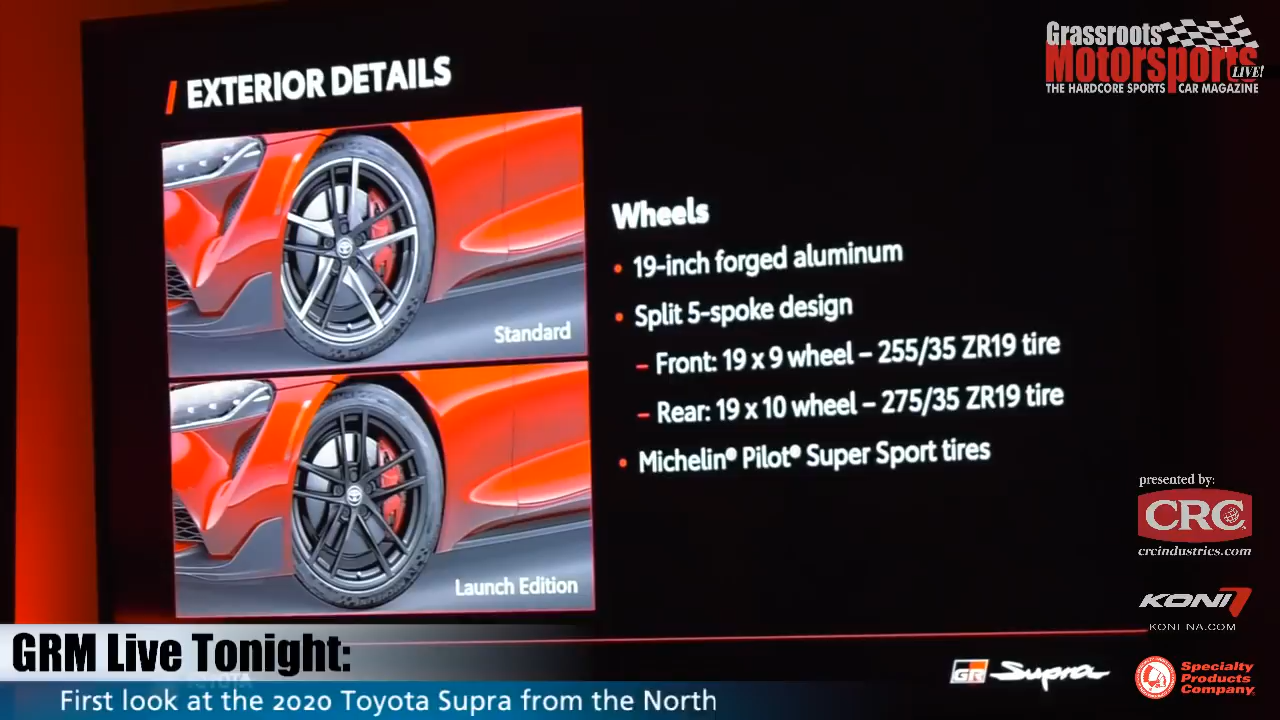 Grassroots
Motorsports
LIVE!
THE HARDCORE SPORTS CAR MAGAZINE
/ EXTERIOR DETAILS
Standard
Launch Edition
Wheels
• 19-inch forged aluminum
• Split 5-spoke design
– Front: 19 x 9 wheel – 255/35 ZR19 tire
– Rear: 19 x 10 wheel – 275/35 ZR19 tire
• Michelin® Pilot® Super Sport tires
presented by:
CRC
crcindustries.com
KONI
KONI-NA.COM
GR Supra
Specialty
Products
Company
GRM Live Tonight:
TOYOTA
First look at the 2020 Toyota Supra from the North